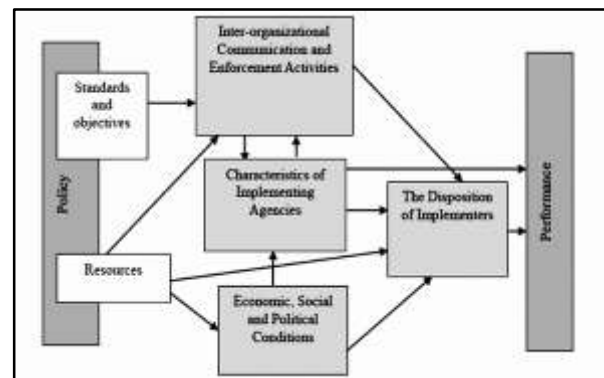 Inter-organizational
Communication and
Enforcement Activities
Standards
and
objectives
Characteristics of
Implementing
Agencies
The Disposition
of Implementers
Policy
Performance
Resources
Economic, Social
and Political
Conditions